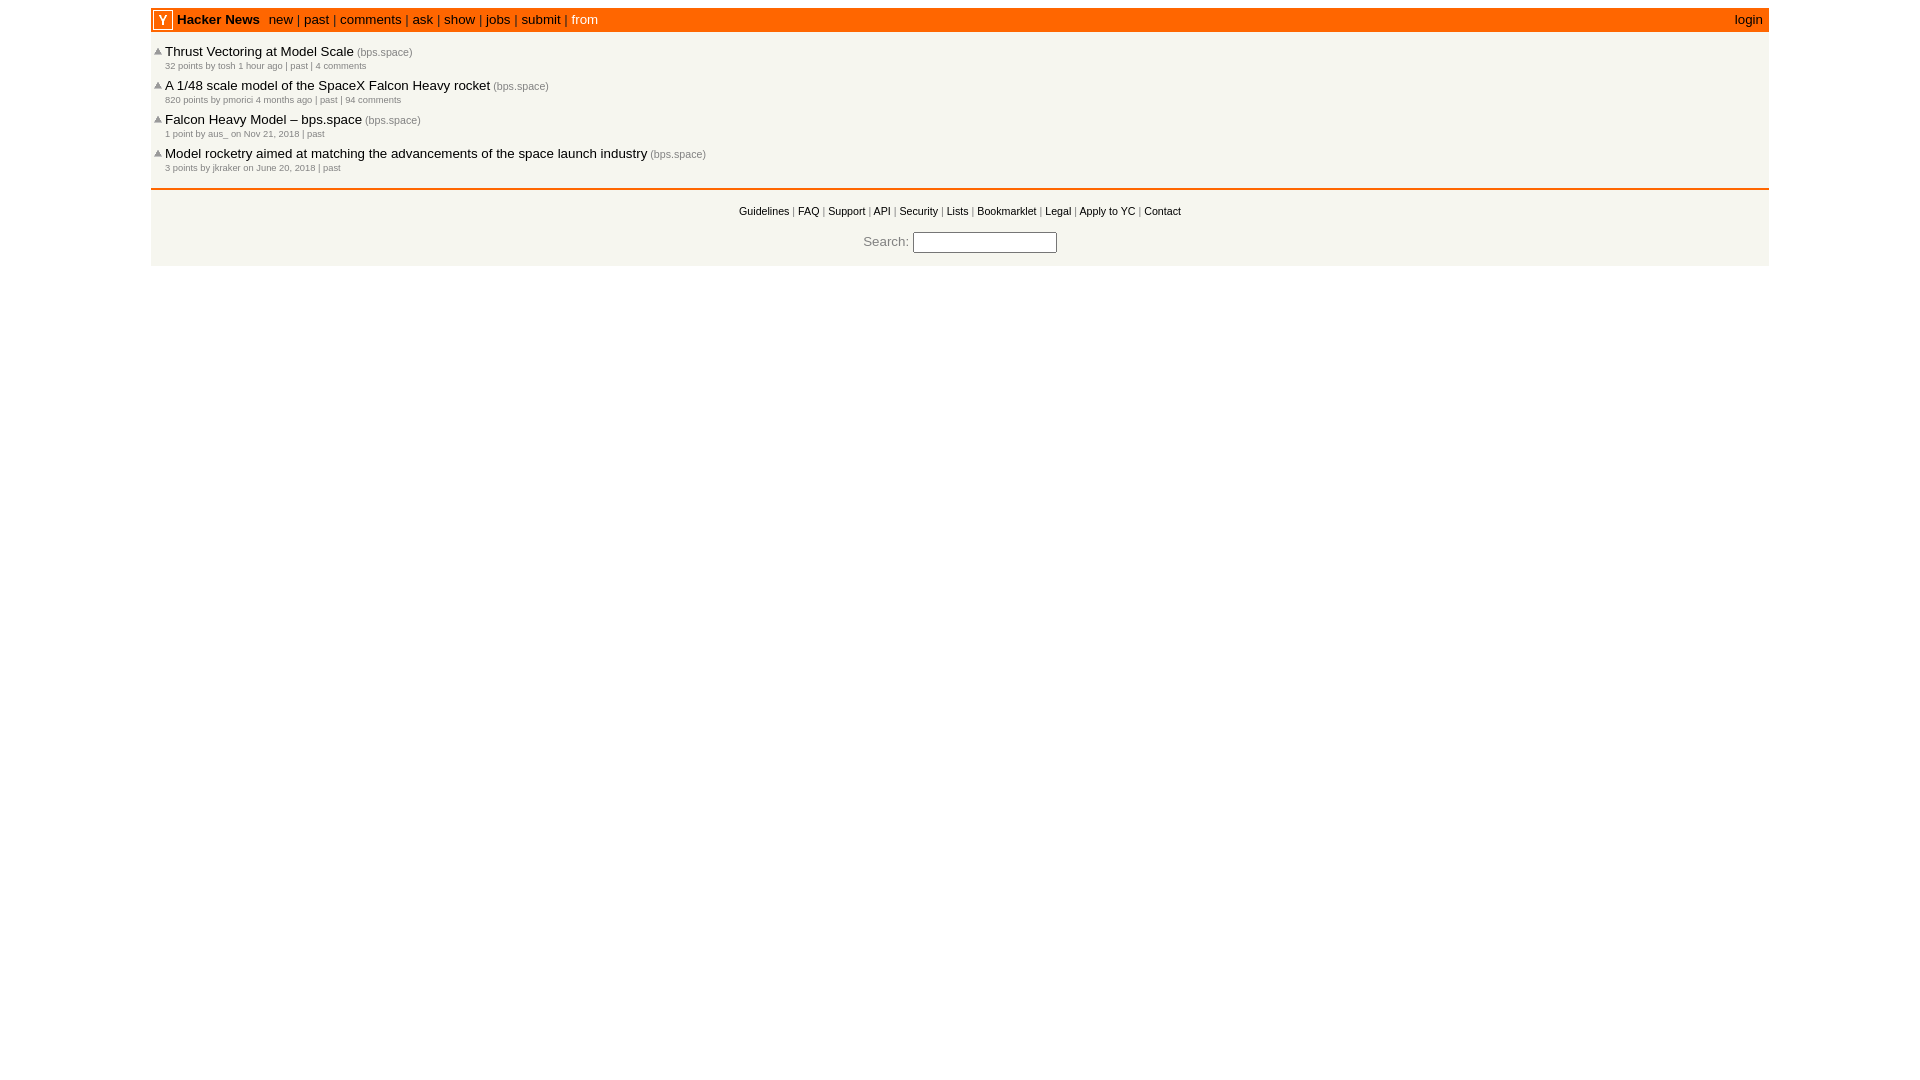 Y Hacker News new | past | comments | ask | show | jobs | submit | from login
Thrust Vectoring at Model Scale (bps.space)
32 points by tosh 1 hour ago | past | 4 comments
A 1/48 scale model of the SpaceX Falcon Heavy rocket (bps.space)
820 points by pmorici 4 months ago | past | 94 comments
Falcon Heavy Model – bps.space (bps.space)
1 point by aus_ on Nov 21, 2018 | past
Model rocketry aimed at matching the advancements of the space launch industry (bps.space)
3 points by jkraker on June 20, 2018 | past
Guidelines | FAQ | Support | API | Security | Lists | Bookmarklet | Legal | Apply to YC | Contact
Search: